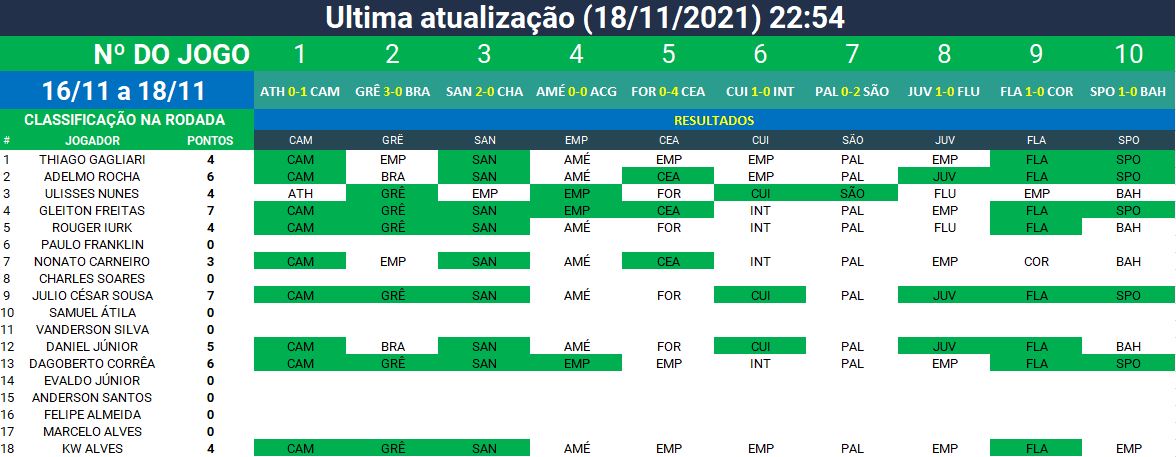 Ultima atualização (18/11/2021) 22:54
Nº DO JOGO 1 2 3 4 5 6 7 8 9 10
16/11 a 18/11 ATH 0-1 CAM GRÊ 3-0 BRA SAN 2-0 CHA AMÉ 0-0 ACG FOR 0-4 CEA CUI 1-0 INT PAL 0-2 SÃO JUV 1-0 FLU FLA 1-0 COR SPO 1-0 BAH
CLASSIFICAÇÃO NA RODADA RESULTADOS
# JOGADOR PONTOS CAM GRÊ SAN EMP CEA CUI SÃO JUV FLA SPO
1 THIAGO GAGLIARI 4 CAM EMP SAN AMÉ EMP EMP PAL EMP FLA SPO
2 ADELMO ROCHA 6 CAM BRA SAN AMÉ CEA EMP PAL JUV FLA SPO
3 ULISSES NUNES 4 ATH GRÊ EMP EMP FOR CUI SÃO FLU EMP BAH
4 GLEITON FREITAS 7 CAM GRÊ SAN EMP CEA INT PAL EMP FLA SPO
5 ROUGER IURK 4 CAM GRÊ SAN AMÉ FOR INT PAL FLU FLA BAH
6 PAULO FRANKLIN 0
7 NONATO CARNEIRO 3 CAM EMP SAN AMÉ CEA INT PAL EMP COR BAH
8 CHARLES SOARES 0
9 JULIO CÉSAR SOUSA 7 CAM GRÊ SAN AMÉ FOR CUI PAL JUV FLA SPO
10 SAMUEL ÁTILA 0
11 VANDERSON SILVA 0
12 DANIEL JÚNIOR 5 CAM BRA SAN AMÉ FOR CUI PAL JUV FLA BAH
13 DAGOBERTO CORRÊA 6 CAM GRÊ SAN EMP EMP INT PAL EMP FLA SPO
14 EVALDO JÚNIOR 0
15 ANDERSON SANTOS 0
16 FELIPE ALMEIDA 0
17 MARCELO ALVES 0
18 KW ALVES 4 CAM GRÊ SAN AMÉ EMP EMP PAL EMP FLA EMP